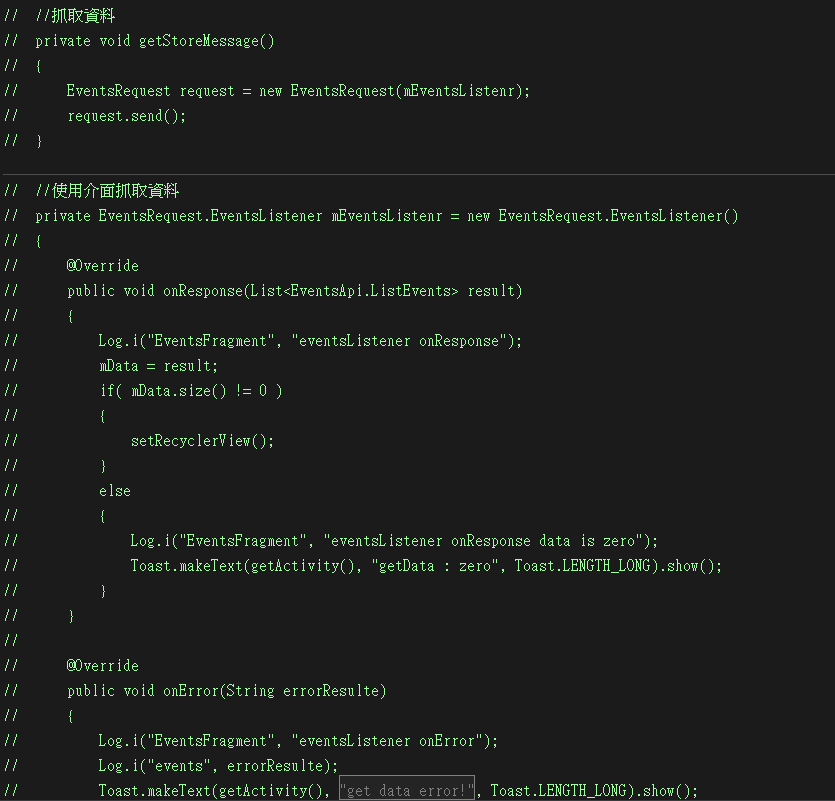 //  //抓取資料
//  private void getStoreMessage()
//  {
//      EventsRequest request = new EventsRequest(mEventsListenr);
//      request.send();
//  }
//  //使用介面抓取資料
//  private EventsRequest.EventsListener mEventsListenr = new EventsRequest.EventsListener()
//  {
//      @Override
//      public void onResponse(List<EventsApi.ListEvents> result)
//      {
//          Log.i("EventsFragment", "eventsListener onResponse");
//          mData = result;
//          if( mData.size() != 0 )
//          {
//              setRecyclerView();
//          }
//          else
//          {
//              Log.i("EventsFragment", "eventsListener onResponse data is zero");
//              Toast.makeText(getActivity(), "getData : zero", Toast.LENGTH_LONG).show();
//          }
//      }
//
//      @Override
//      public void onError(String errorResulte)
//      {
//          Log.i("EventsFragment", "eventsListener onError");
//          Log.i("events", errorResulte);
//          Toast.makeText(getActivity(), "get data error!", Toast.LENGTH_LONG).show();